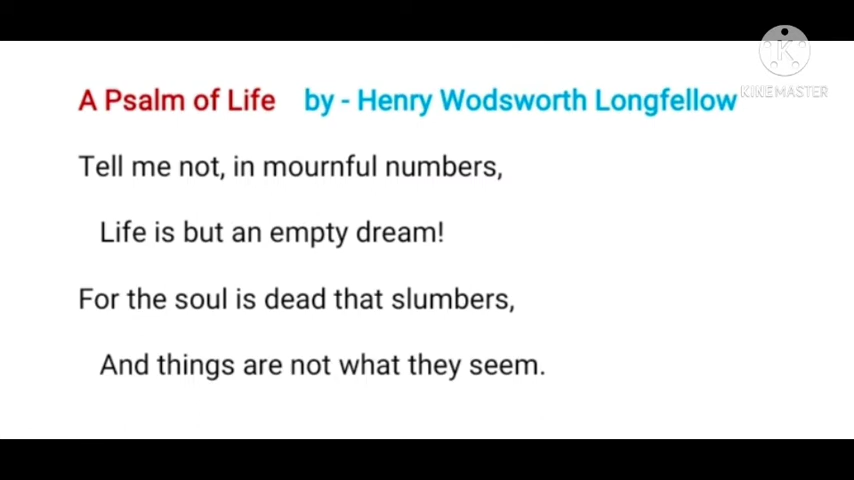 A Psalm of Life by - Henry Wodsworth Longfellow
KINEMASTER
Tell me not, in mournful numbers,
Life is but an empty dream!
For the soul is dead that slumbers,
And things are not what they seem.